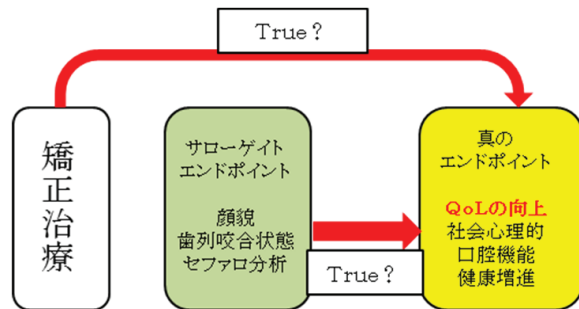 True？
矯正治療
サローゲイト
エンドポイント
顔貌
歯列咬合状態
セファロ分析
True？
真の
エンドポイント
QoLの向上
社会心理的
口腔機能
健康増進